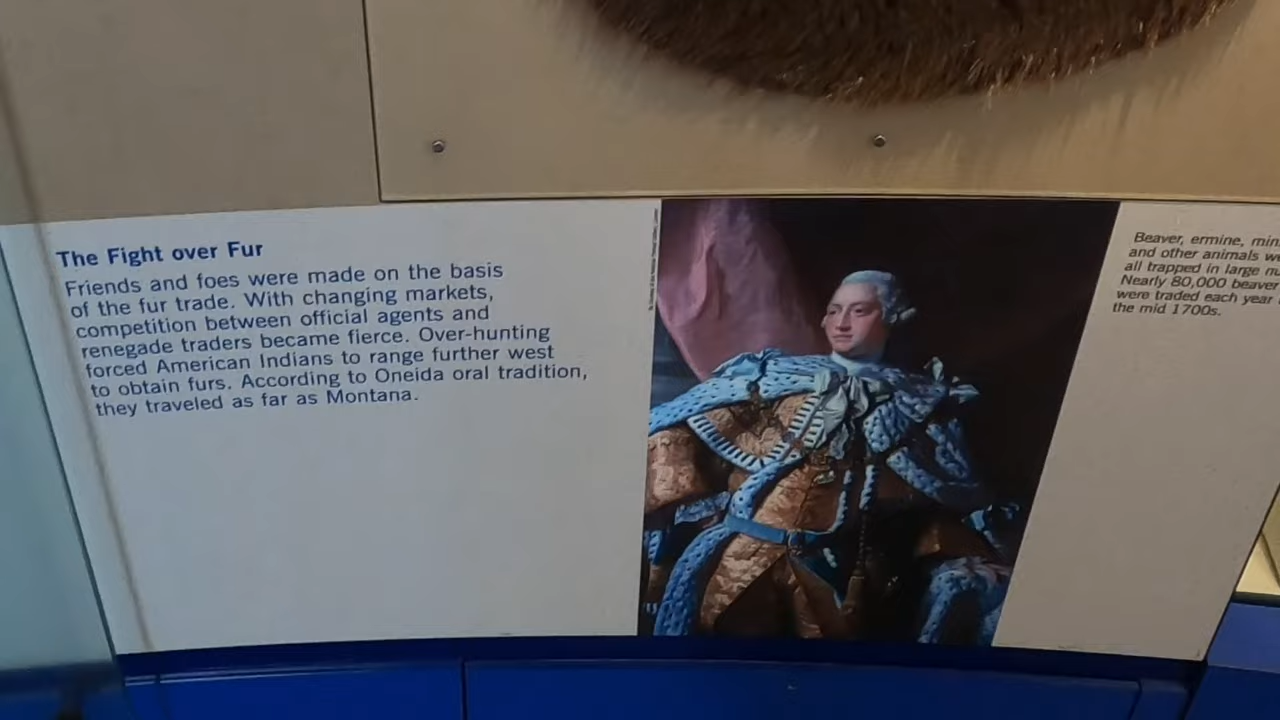 The Fight over Fur
Friends and foes were made on the basis
of the fur trade. With changing markets,
competition between official agents and
renegade traders became fierce. Over-hunting
forced American Indians to range further west
to obtain furs. According to Oneida oral tradition,
they traveled as far as Montana.
Beaver, ermine,
and other animals
all trapped in large
Nearly 80,000 beaver
were traded each year
the mid 1700s.